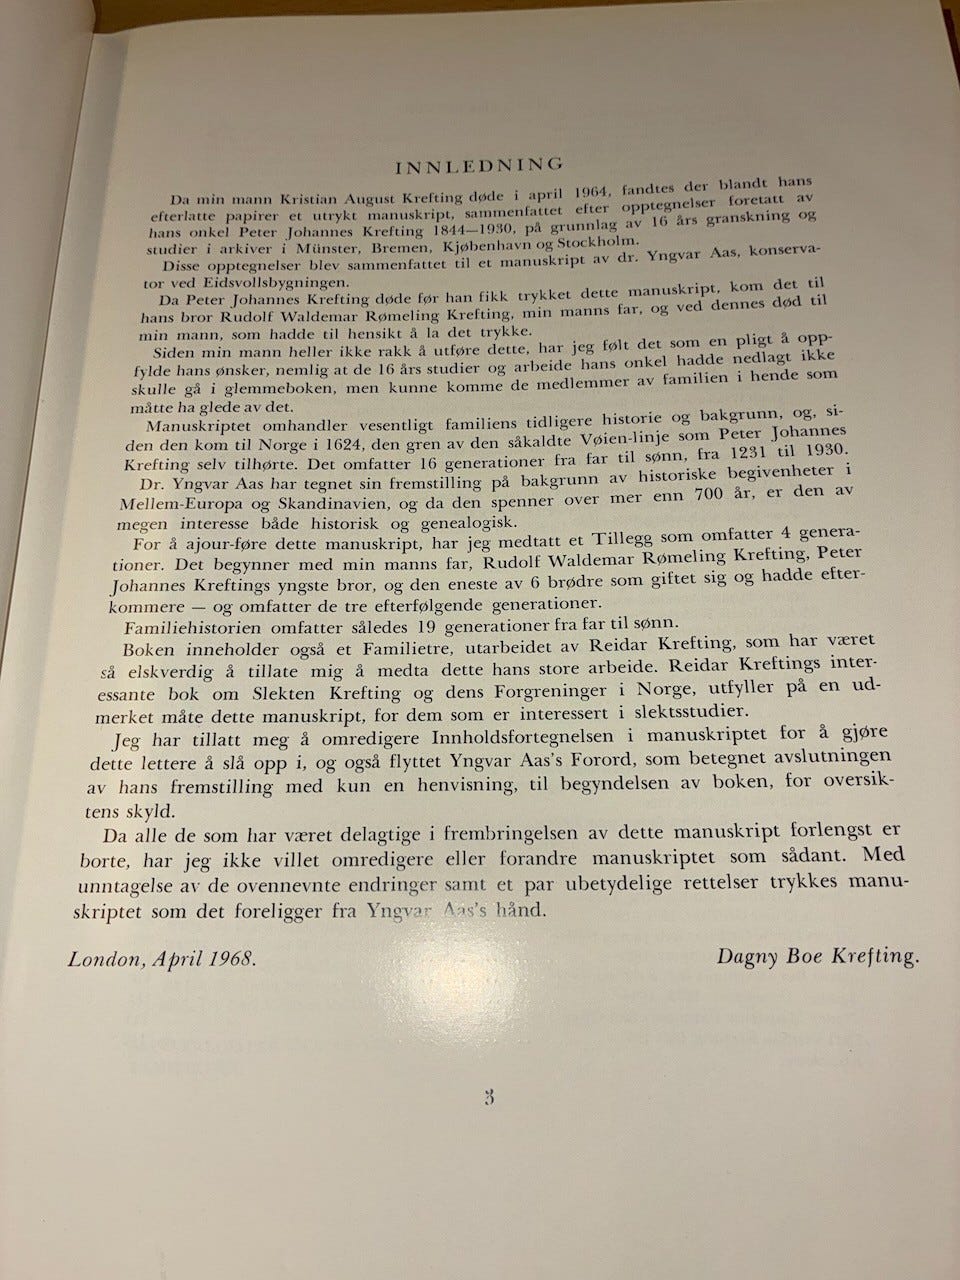 INNLEDNING
Da min mann Kristian August Krefting døde i april 1964, fandtes der blandt hans
efterlatte papirer et utrykt manuskript, sammenfattet efter opptegnelser foretatt av
hans onkel Peter Johannes Krefting 1844—1930, på grunnlag av 16 års granskning og
studier i arkiver i Münster, Bremen, Kjøbenhavn og Stockholm.
Disse opptegnelser blev sammenfattet til et manuskript av dr. Yngvar Aas, konserva-
tor ved Eidsvollsbygningen.
Da Peter Johannes Krefting døde før han fikk trykket dette manuskript, kom det til
hans bror Rudolf Waldemar Rømeling Krefting, min manns far, og ved dennes død til
min mann, som hadde til hensikt å la det trykke.
Siden min mann heller ikke rakk å utføre dette, har jeg følt det som en pligt å opp-
fylde hans ønsker, nemlig at de 16 års studier og arbeide hans onkel hadde nedlagt ikke
skulle gå i glemmeboken, men kunne komme de medlemmer av familien i hende som
måtte ha glede av det.
Manuskriptet omhandler vesentligt familiens tidligere historie og bakgrunn, og, si-
den den kom til Norge i 1624, den gren av den såkaldte Vøien-linje som Peter Johannes
Krefting selv tilhørte. Det omfatter 16 generationer fra far til sønn, fra 1231 til 1930.
Dr. Yngvar Aas har tegnet sin fremstilling på bakgrunn av historiske begivenheter i
Mellem-Europa og Skandinavien, og da den spenner over mer enn 700 år, er den av
megen interesse både historisk og genealogisk.
For å ajour-føre dette manuskript, har jeg medtatt et Tillegg som omfatter 4 genera-
tioner. Det begynner med min manns far, Rudolf Waldemar Rømeling Krefting, Peter
Johannes Kreftings yngste bror, og den eneste av 6 brødre som giftet sig og hadde efter-
kommere — og omfatter de tre efterfølgende generationer.
Familiehistorien omfatter således 19 generationer fra far til sønn.
Boken inneholder også et Familietre, utarbeidet av Reidar Krefting, som har været
så elskverdig å tillate mig å medta dette hans store arbeide. Reidar Kreftings inter-
essante bok om Slekten Krefting og dens Forgreninger i Norge, utfyller på en ud-
merket måte dette manuskript, for dem som er interessert i slektsstudier.
Jeg har tillatt meg å omredigere Innholdsfortegnelsen i manuskriptet for å gjøre
dette lettere å slå opp i, og også flyttet Yngvar Aas's Forord, som betegnet avslutningen
av hans fremstilling med kun en henvisning, til begyndelsen av boken, for oversik-
tens skyld.
Da alle de som har været delagtige i frembringelsen av dette manuskript forlengst er
borte, har jeg ikke villet omredigere eller forandre manuskriptet som sådant. Med
unntagelse av de ovennevnte endringer samt et par ubetydelige rettelser trykkes manu-
skriptet som det foreligger fra Yngvar Aas's hånd.
London, April 1968.
Dagny Boe Krefting.
3